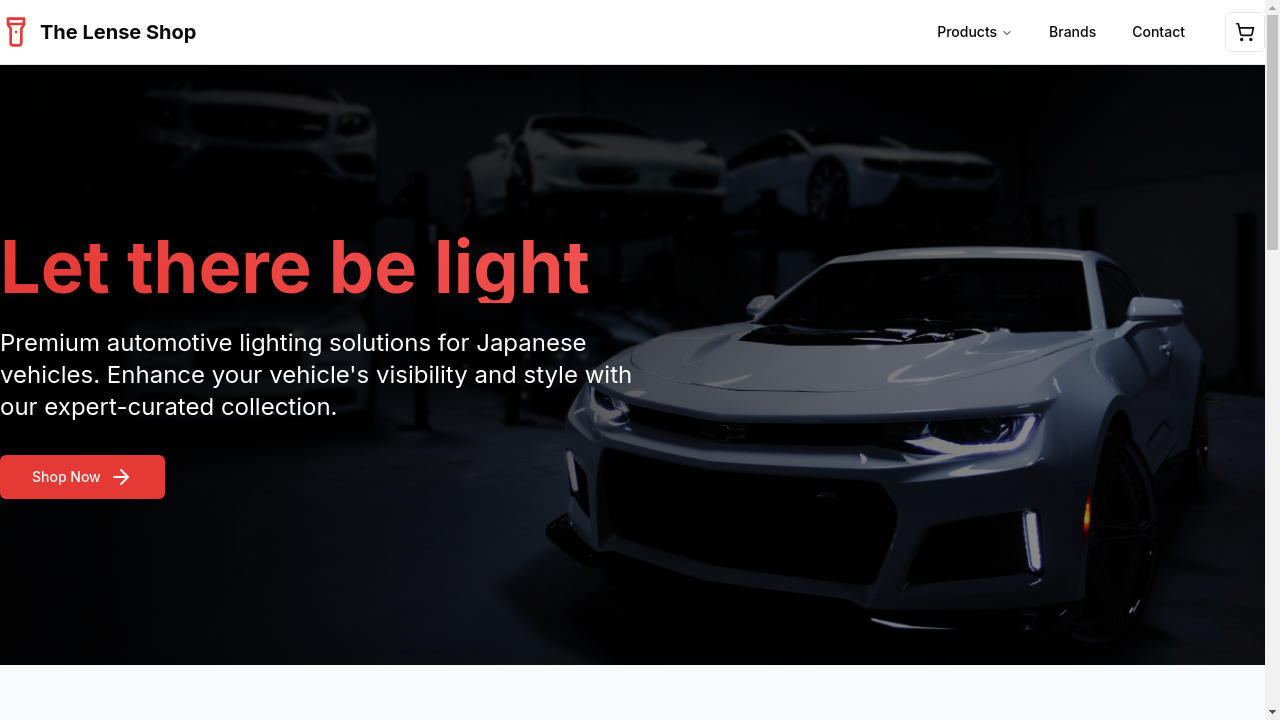 The Lense Shop
Products
Brands
Contact
Let there be light
Premium automotive lighting solutions for Japanese
vehicles. Enhance your vehicle's visibility and style with
our expert-curated collection.
Shop Now